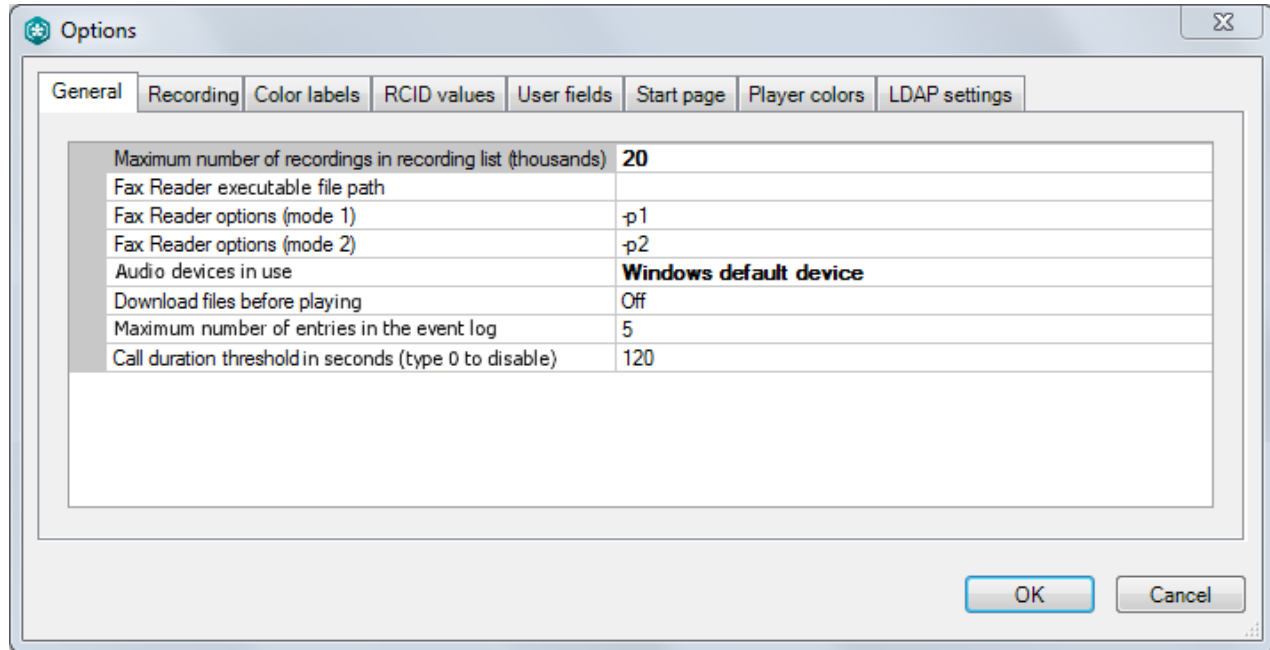 Options
General Recording Color labels RCID values User fields Start page Player colors LDAP settings
Maximum number of recordings in recording list (thousands) 20
Fax Reader executable file path
Fax Reader options (mode 1) -p1
Fax Reader options (mode 2) -p2
Audio devices in use Windows default device
Download files before playing Off
Maximum number of entries in the event log 5
Call duration threshold in seconds (type 0 to disable) 120
OK Cancel